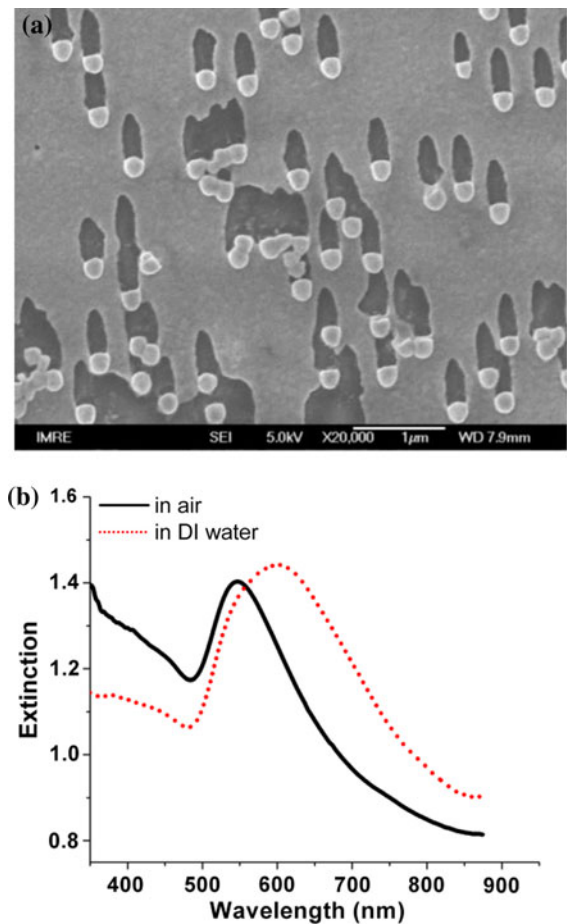 (a)
IMRE SEI 5.0kV X20,000 1μm WD 7.9mm
(b)
in air
in DI water
1.6
1.4
1.2
1.0
0.8
Extinction
400 500 600 700 800 900
Wavelength (nm)